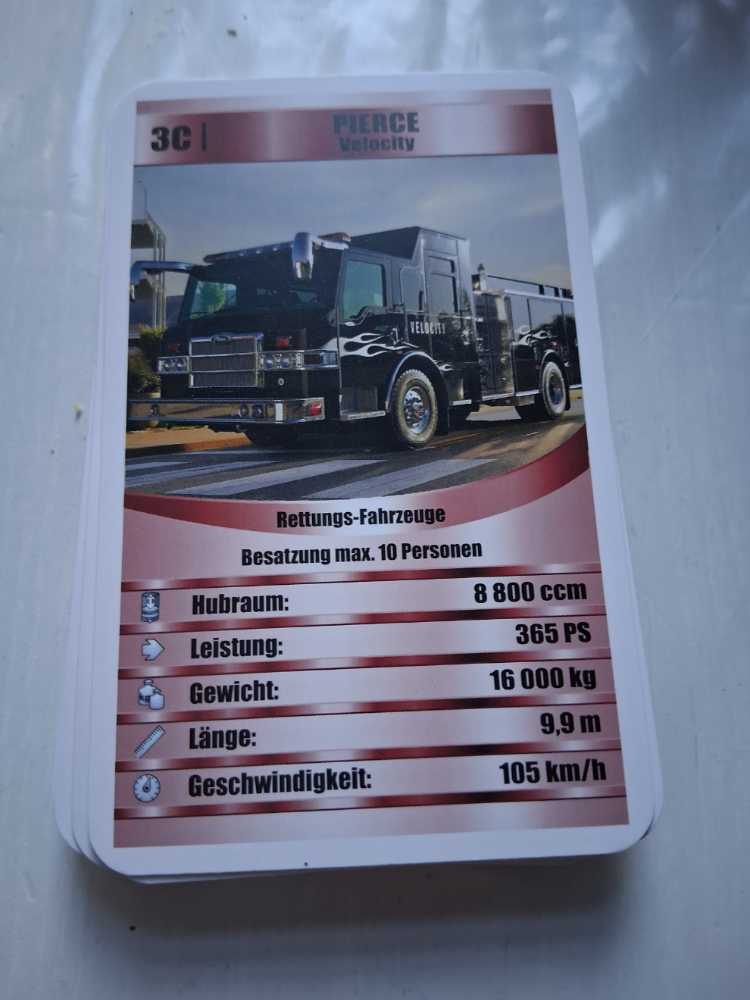 3C |
PIERCE
Velocity
VELOCITY
Rettungs-Fahrzeuge
Besatzung max. 10 Personen
Hubraum: 8 800 ccm
Leistung: 365 PS
Gewicht: 16 000 kg
Länge: 9,9 m
Geschwindigkeit: 105 km/h